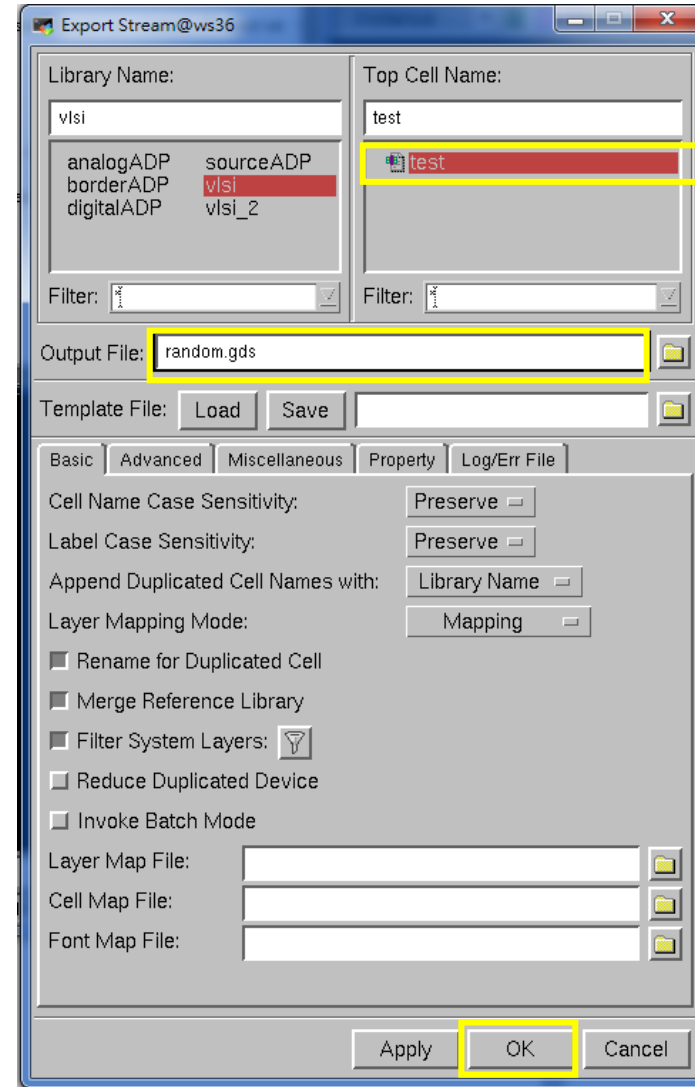 Export Stream@ws36
Library Name:
vlsi
analogADP sourceADP
borderADP vlsi
digitalADP vlsi_2
Filter: *
Top Cell Name:
test
test
Filter: *
Output File: random.gds
Template File: Load Save
Basic Advanced Miscellaneous Property Log/Err File
Cell Name Case Sensitivity: Preserve
Label Case Sensitivity: Preserve
Append Duplicated Cell Names with: Library Name
Layer Mapping Mode: Mapping
Rename for Duplicated Cell
Merge Reference Library
Filter System Layers:
Reduce Duplicated Device
Invoke Batch Mode
Layer Map File:
Cell Map File:
Font Map File:
Apply OK Cancel